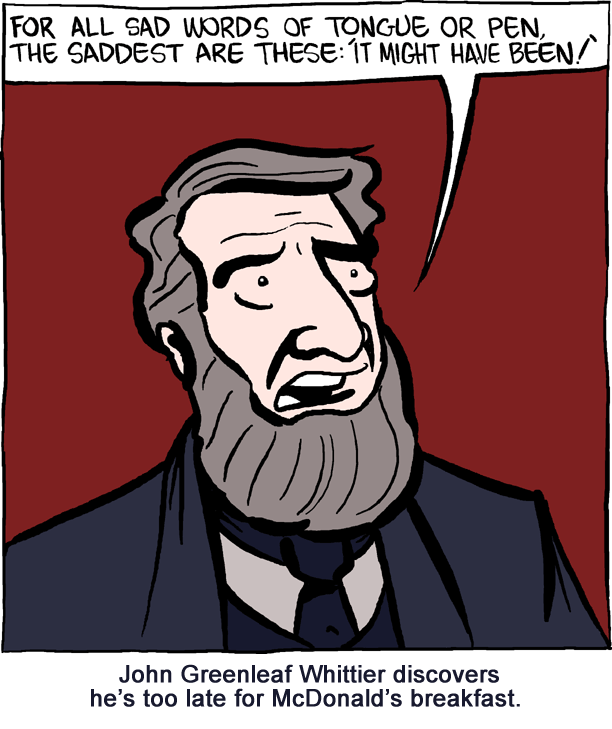 FOR ALL SAD WORDS OF TONGUE OR PEN,
THE SADDEST ARE THESE: 'IT MIGHT HAVE BEEN!'
John Greenleaf Whittier discovers
he's too late for McDonald's breakfast.